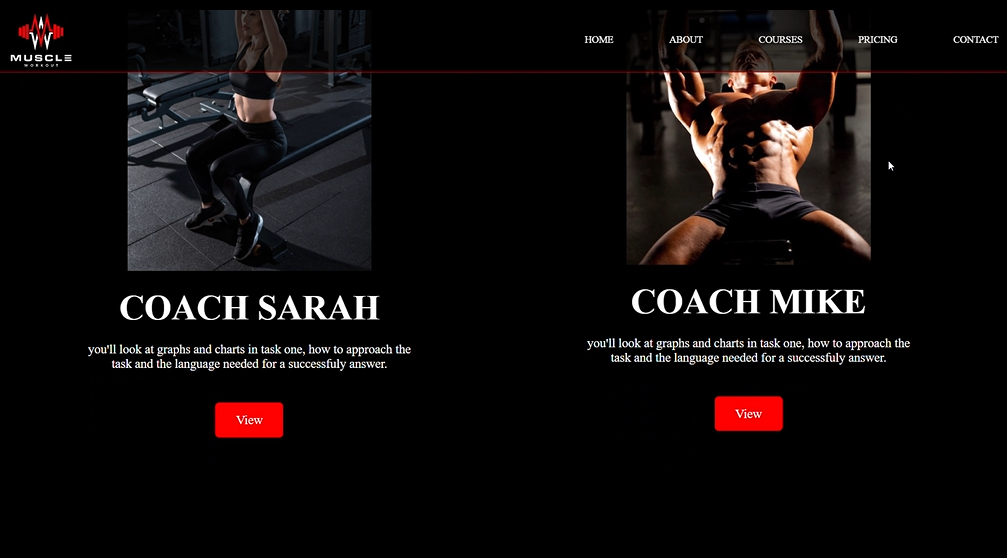 MUSCLE
WORKOUT
HOME ABOUT COURSES PRICING CONTACT
COACH SARAH
you'll look at graphs and charts in task one, how to approach the
task and the language needed for a successfuly answer.
View
COACH MIKE
you'll look at graphs and charts in task one, how to approach the
task and the language needed for a successfuly answer.
View